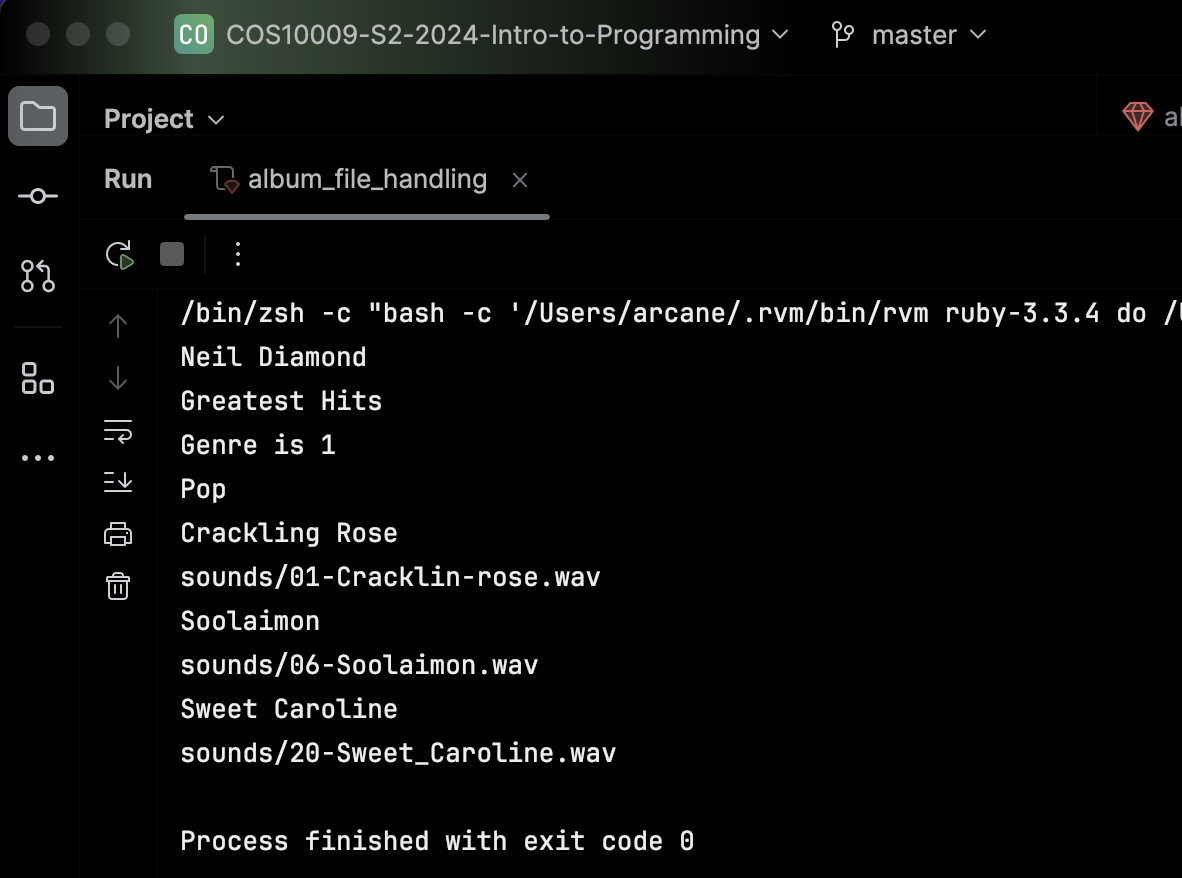 CO COS10009-S2-2024-Intro-to-Programming master
Project
Run album_file_handling
/bin/zsh -c "bash -c '/Users/arcane/.rvm/bin/rvm ruby-3.3.4 do /
Neil Diamond
Greatest Hits
Genre is 1
Pop
Crackling Rose
sounds/01-Cracklin-rose.wav
Soolaimon
sounds/06-Soolaimon.wav
Sweet Caroline
sounds/20-Sweet_Caroline.wav
Process finished with exit code 0